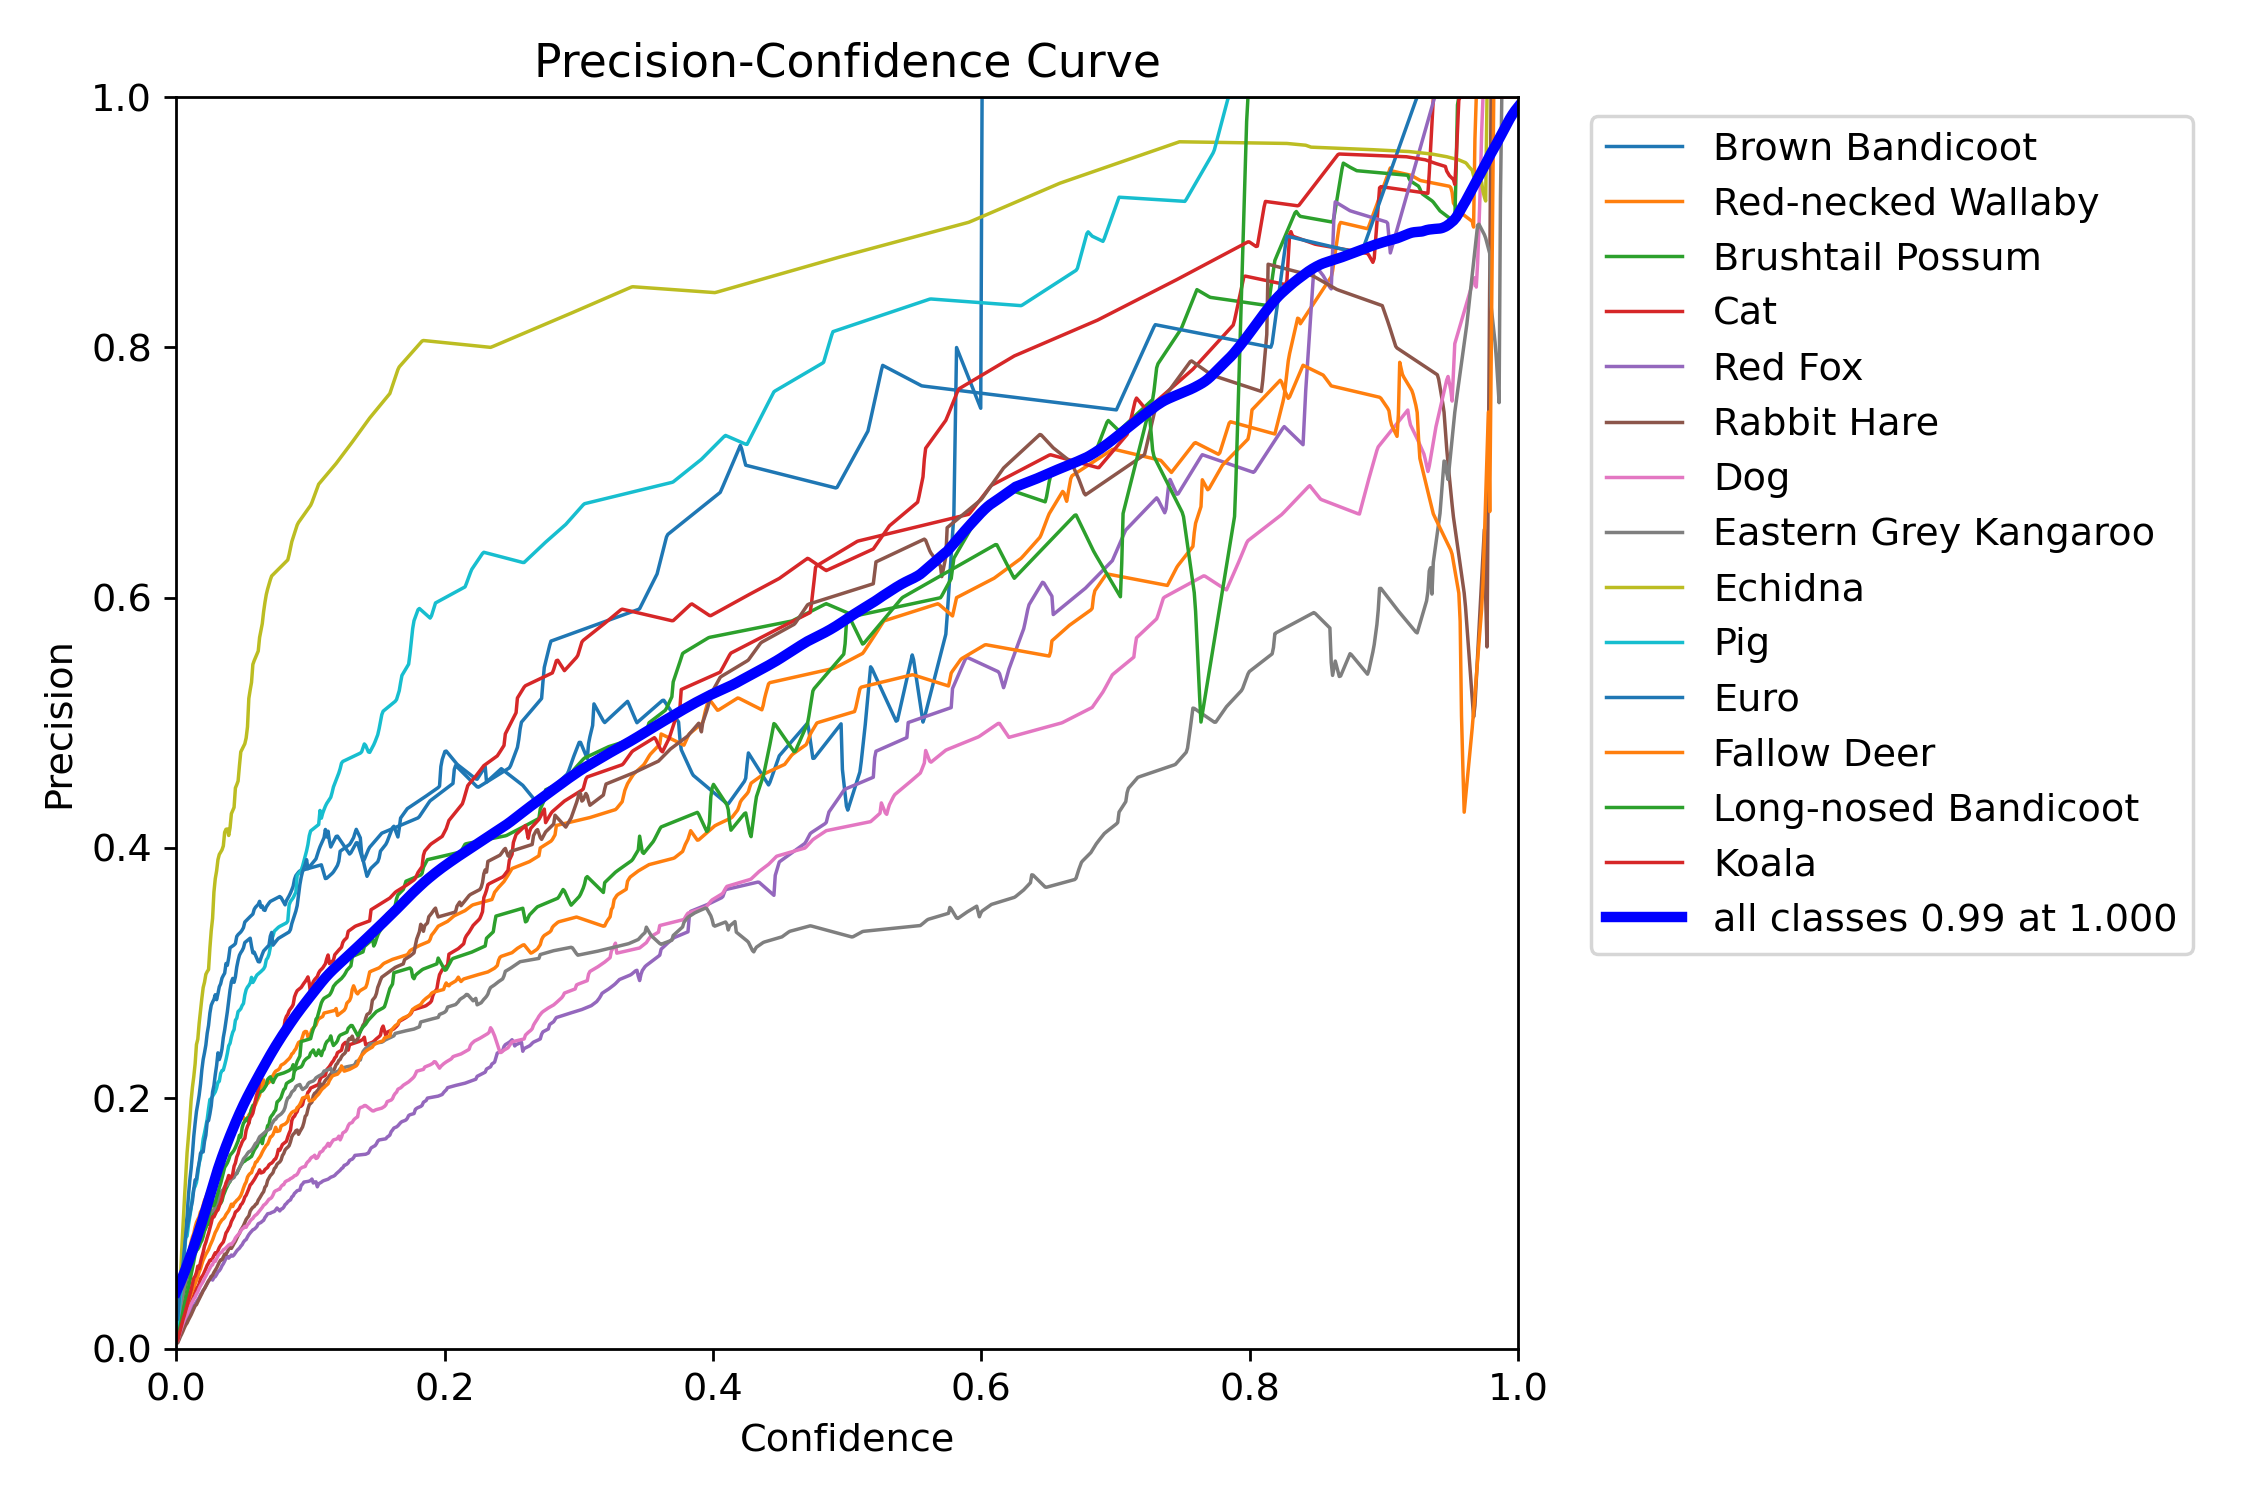 Precision-Confidence Curve
1.0
0.8
0.6
0.4
0.2
0.0
Precision
0.0 0.2 0.4 0.6 0.8 1.0
Confidence
Brown Bandicoot
Red-necked Wallaby
Brushtail Possum
Cat
Red Fox
Rabbit Hare
Dog
Eastern Grey Kangaroo
Echidna
Pig
Euro
Fallow Deer
Long-nosed Bandicoot
Koala
all classes 0.99 at 1.000